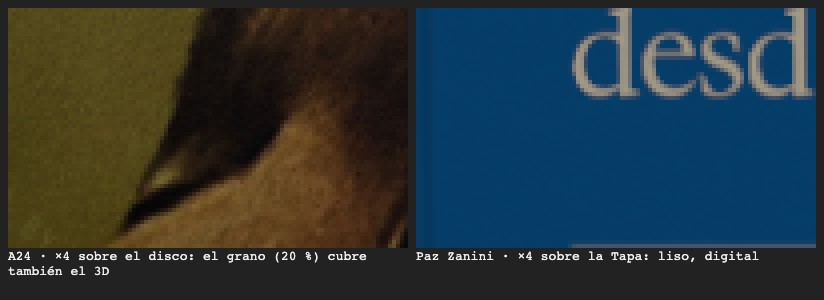 desd
A24 · ×4 sobre el disco: el grano (20 %) cubre
también el 3D
Paz Zanini · ×4 sobre la Tapa: liso, digital